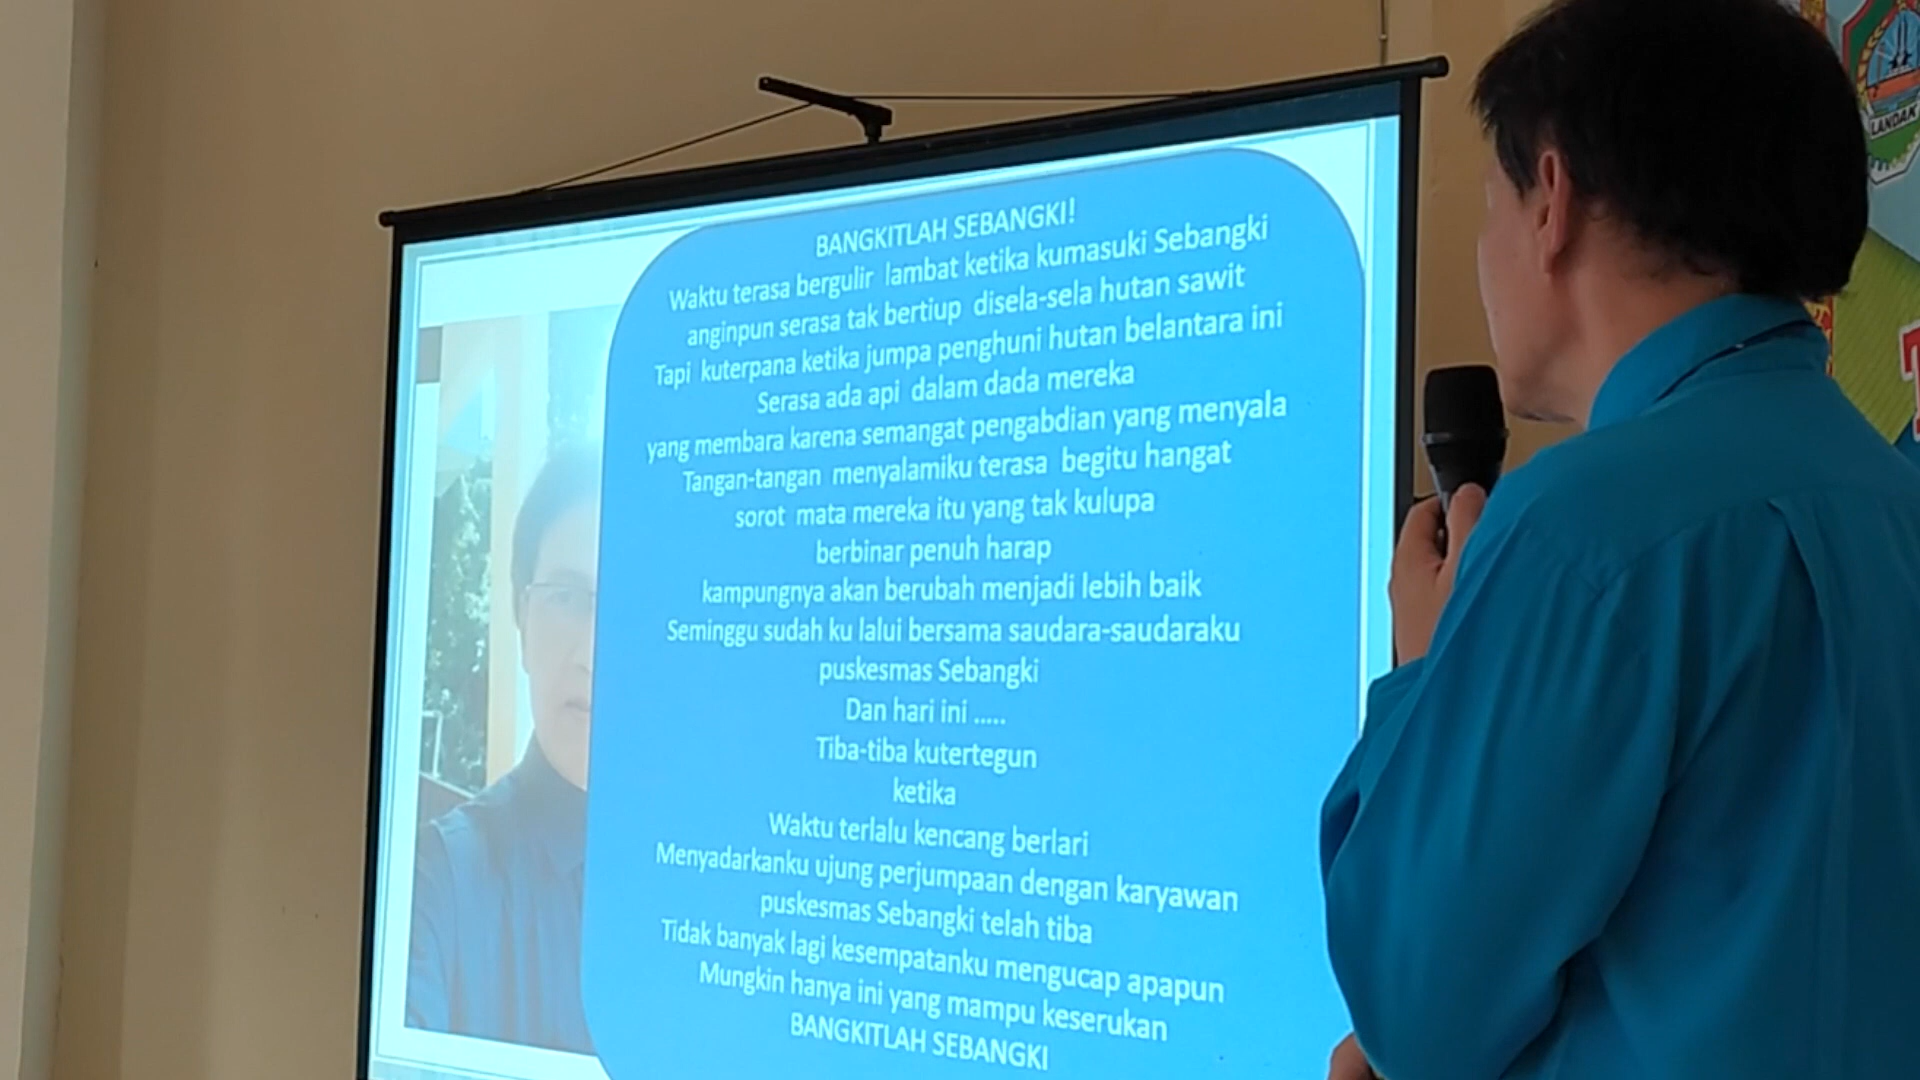 BANGKITLAH SEBANGKI!
Waktu terasa bergulir lambat ketika kumasuki Sebangki
anginpun serasa tak bertiup disela-sela hutan sawit
Tapi kuterpana ketika jumpa penghuni hutan belantara ini
Serasa ada api dalam dada mereka
yang membara karena semangat pengabdian yang menyala
Tangan-tangan menyalamiku terasa begitu hangat
sorot mata mereka itu yang tak kulupa
berbinar penuh harap
kampungnya akan berubah menjadi lebih baik
Seminggu sudah ku lalui bersama saudara-saudaraku
puskesmas Sebangki
Dan hari ini .....
Tiba-tiba kutertegun
ketika
Waktu terlalu kencang berlari
Menyadarkanku ujung perjumpaan dengan karyawan
puskesmas Sebangki telah tiba
Tidak banyak lagi kesempatanku mengucap apapun
Mungkin hanya ini yang mampu keserukan
BANGKITLAH SEBANGKI
LANDAK